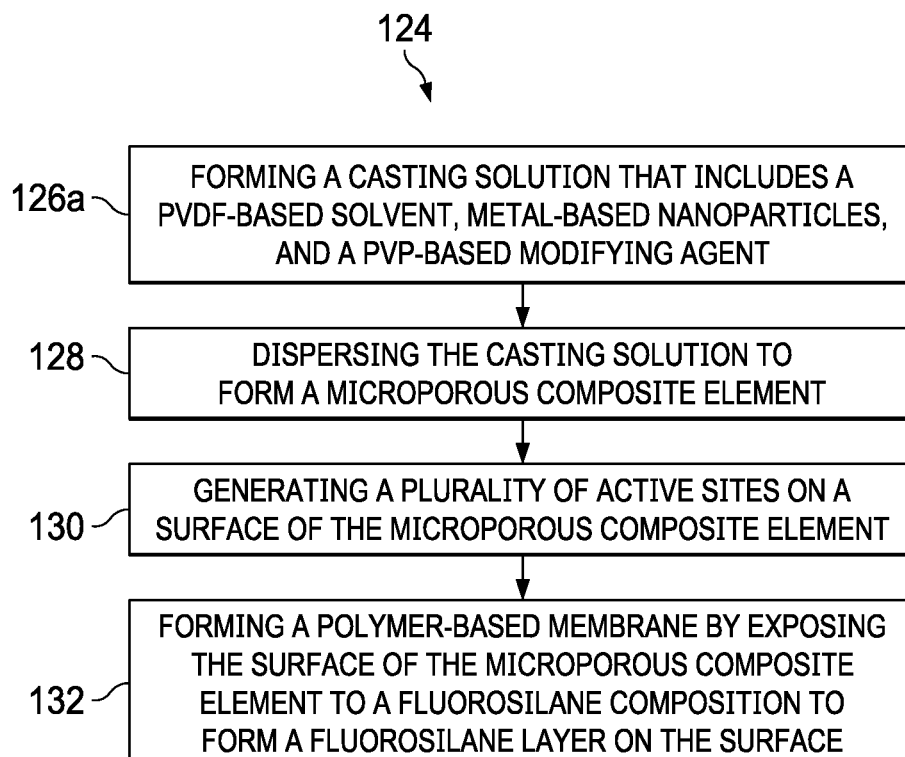 124
126a
FORMING A CASTING SOLUTION THAT INCLUDES A
PVDF-BASED SOLVENT, METAL-BASED NANOPARTICLES,
AND A PVP-BASED MODIFYING AGENT
128
DISPERSING THE CASTING SOLUTION TO
FORM A MICROPOROUS COMPOSITE ELEMENT
130
GENERATING A PLURALITY OF ACTIVE SITES ON A
SURFACE OF THE MICROPOROUS COMPOSITE ELEMENT
132
FORMING A POLYMER-BASED MEMBRANE BY EXPOSING
THE SURFACE OF THE MICROPOROUS COMPOSITE
ELEMENT TO A FLUOROSILANE COMPOSITION TO
FORM A FLUOROSILANE LAYER ON THE SURFACE